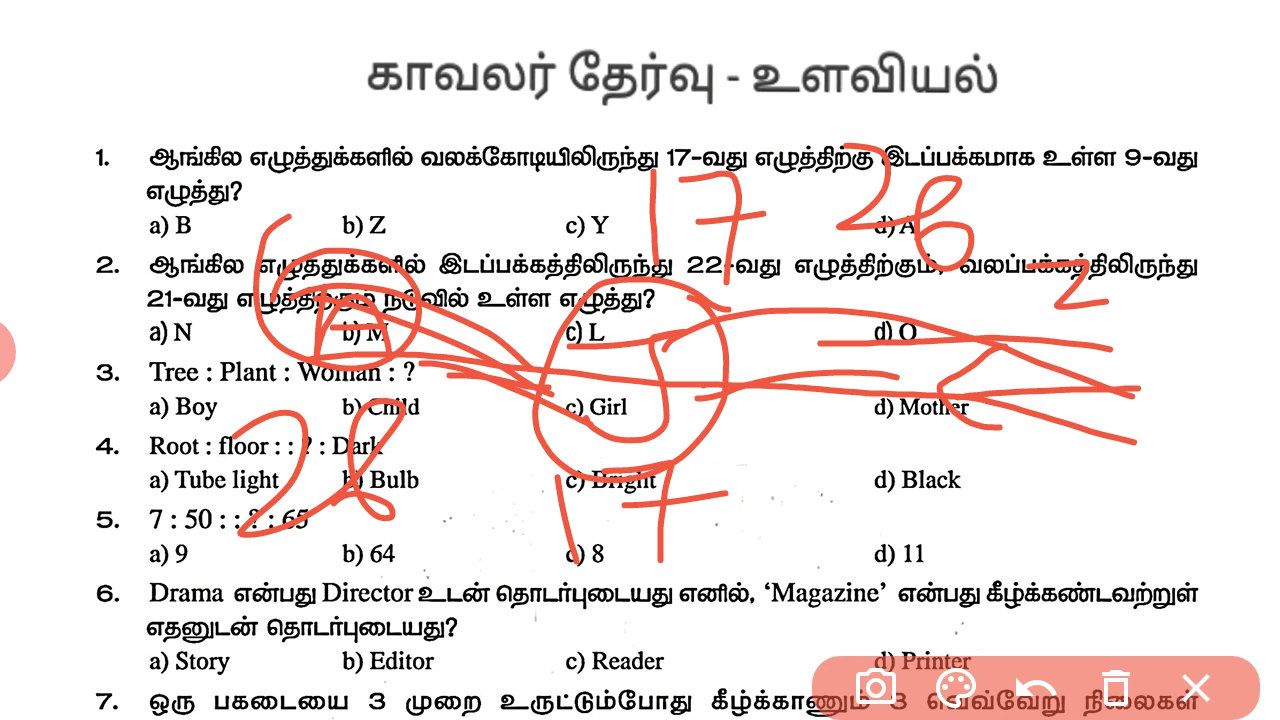 காவலர் தேர்வு - உளவியல்
1. ஆங்கில எழுத்துக்களில் வலக்கோடியிலிருந்து 17-வது எழுத்திற்கு இடப்பக்கமாக உள்ள 9-வது
எழுத்து?
a) B b) Z c) Y d) A
17 26
2. ஆங்கில எழுத்துக்களில் இடப்பக்கத்திலிருந்து 22-வது எழுத்திற்கும், வலப்பக்கத்திலிருந்து
21-வது எழுத்திற்கும் நடுவில் உள்ள எழுத்து?
a) N b) M c) L d) O
3. Tree : Plant : Woman : ?
a) Boy b) Child c) Girl d) Mother
4. Root : floor : : ? : Dark
a) Tube light b) Bulb c) Bright d) Black
28 17
5. 7 : 50 : : ? : 65
a) 9 b) 64 c) 8 d) 11
6. Drama என்பது Director உடன் தொடர்புடையது எனில், ‘Magazine’ என்பது கீழ்க்கண்டவற்றுள்
எதனுடன் தொடர்புடையது?
a) Story b) Editor c) Reader d) Printer
7. ஒரு பகடையை 3 முறை உருட்டும்போது கீழ்க்காணும் 3 வெவ்வேறு நிலைகள்